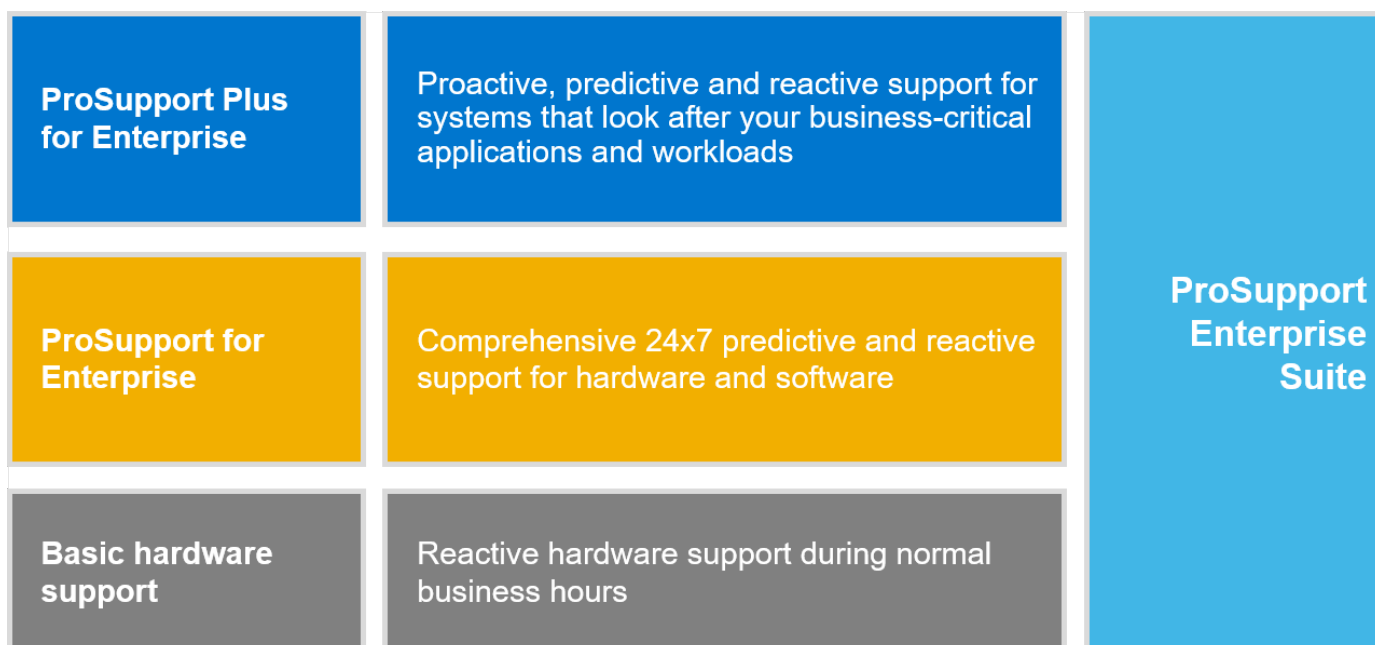 ProSupport Plus
for Enterprise
Proactive, predictive and reactive support for
systems that look after your business-critical
applications and workloads
ProSupport for
Enterprise
Comprehensive 24x7 predictive and reactive
support for hardware and software
Basic hardware
support
Reactive hardware support during normal
business hours
ProSupport
Enterprise
Suite